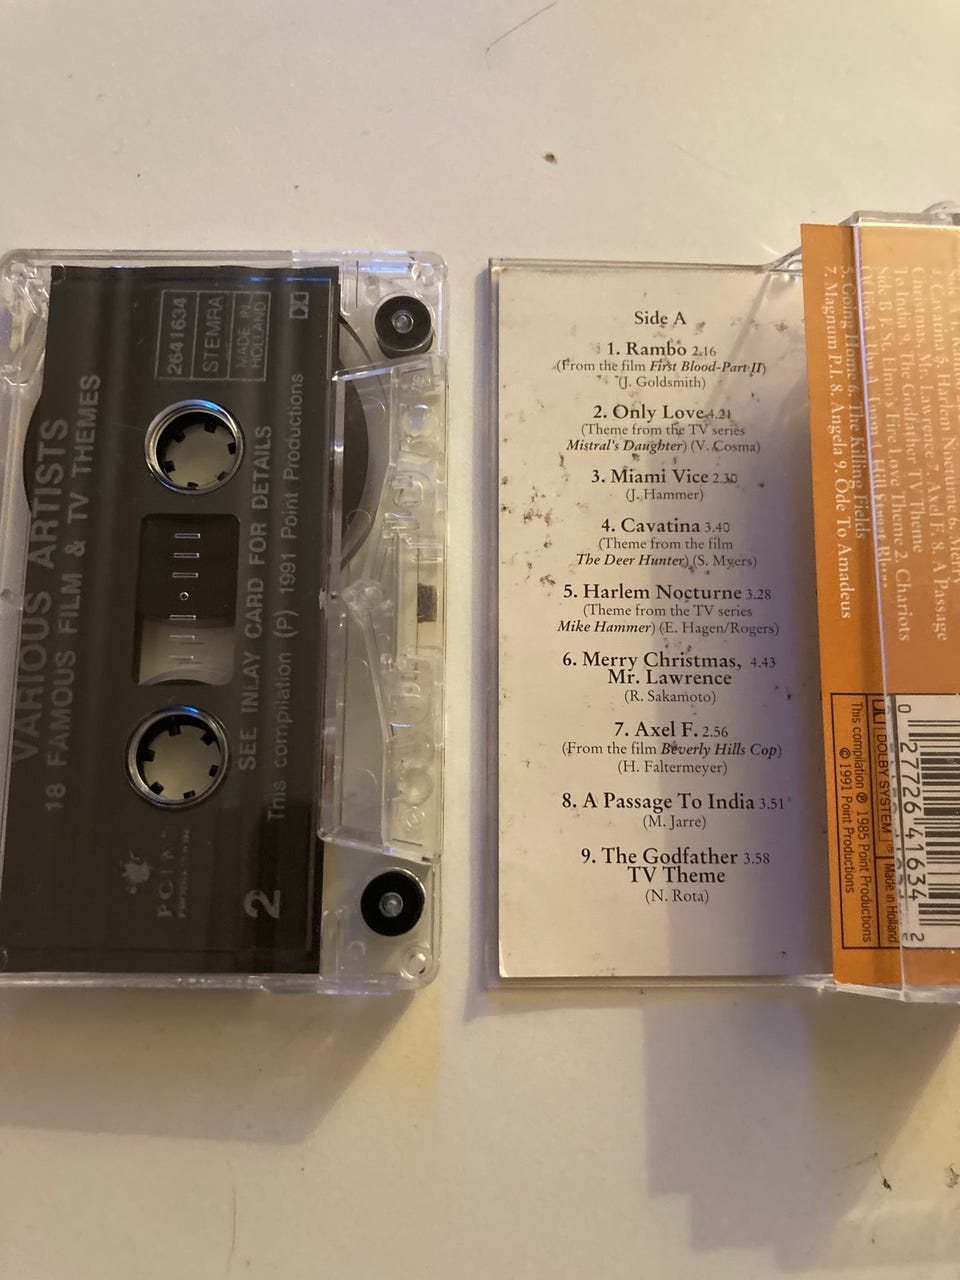 VARIOUS ARTISTS
18 FAMOUS FILM & TV THEMES
2641634
STEMRA
MADE IN
HOLLAND
SEE INLAY CARD FOR DETAILS
This compilation (P) 1991 Point Productions
2
Side A
1. Rambo 2.16
(From the film First Blood-Part II)
(J. Goldsmith)
2. Only Love 4.21
(Theme from the TV series
Mistral's Daughter) (V. Cosma)
3. Miami Vice 2.30
(J. Hammer)
4. Cavatina 3.40
(Theme from the film
The Deer Hunter) (S. Myers)
5. Harlem Nocturne 3.28
(Theme from the TV series
Mike Hammer) (E. Hagen/Rogers)
6. Merry Christmas, 4.43
Mr. Lawrence
(R. Sakamoto)
7. Axel F. 2.56
(From the film Beverly Hills Cop)
(H. Faltermeyer)
8. A Passage To India 3.51
(M. Jarre)
9. The Godfather 3.58
TV Theme
(N. Rota)
Cavatina 5. Harlem Nocturne 6. Merry
Christmas, Mr. Lawrence 7. Axel F. 8. A Passage
To India 9. The Godfather TV Theme
Side B 1. St. Elmo's Fire Love Theme 2. Chariots
5. Going Home 6. The Killing Fields
7. Magnum P.I. 8. Angela 9. Ode To Amadeus
0 27726 41634 2
DOLBY SYSTEM
Made in Holland
This compilation ℗ 1985 Point Productions
© 1991 Point Productions